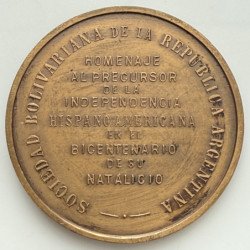 SOCIEDAD BOLIVARIANA DE LA REPUBLICA ARGENTINA
HOMENAJE
AL PRECURSOR
DE LA
INDEPENDENCIA
HISPANO AMERICANA
EN EL
BICENTENARIO
DE SU
NATALICIO